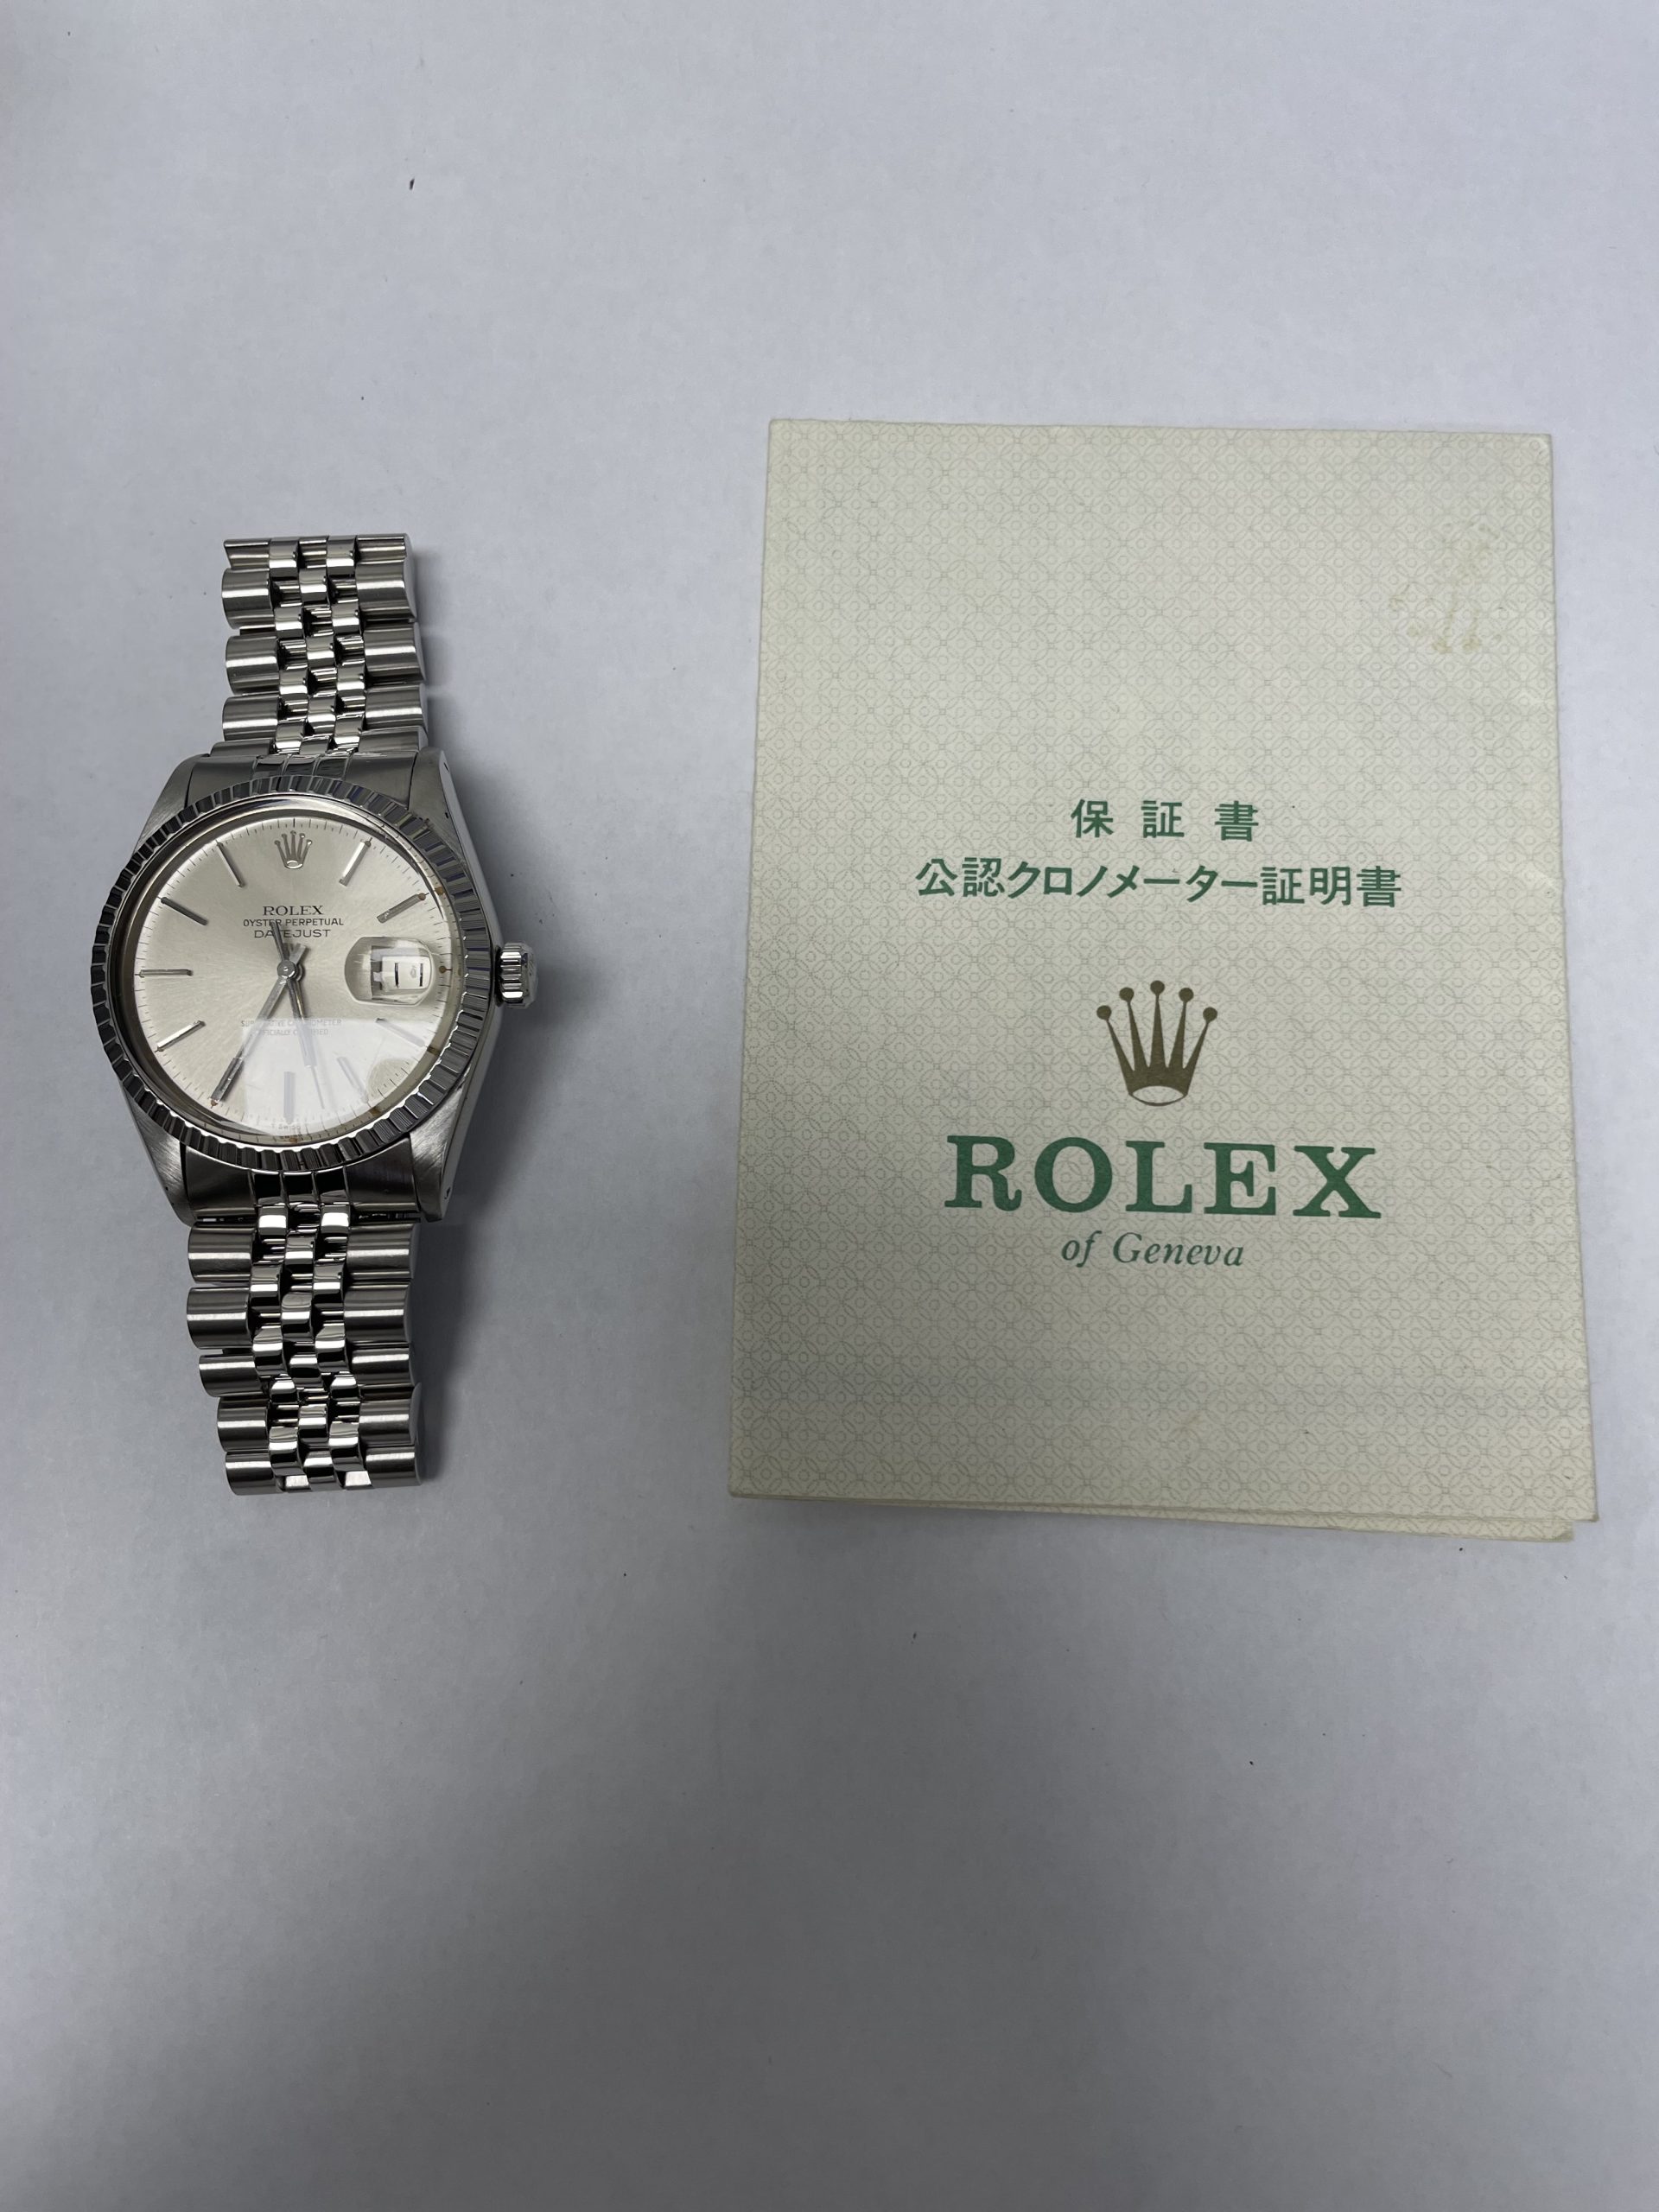 ROLEX
OYSTER PERPETUAL
DATEJUST
保証書
公認クロノメーター証明書
ROLEX
of Geneva